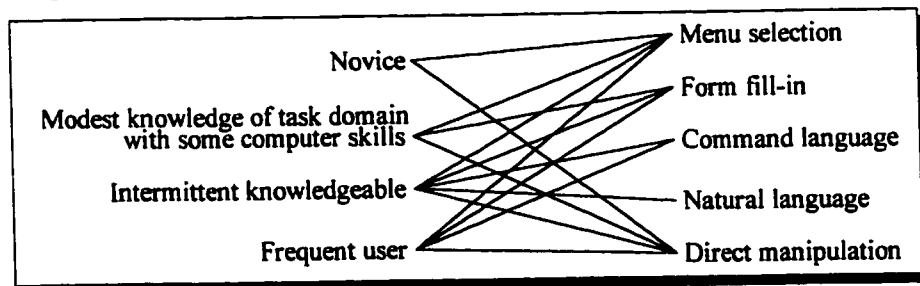 Novice
Modest knowledge of task domain
with some computer skills
Intermittent knowledgeable
Frequent user
Menu selection
Form fill-in
Command language
Natural language
Direct manipulation